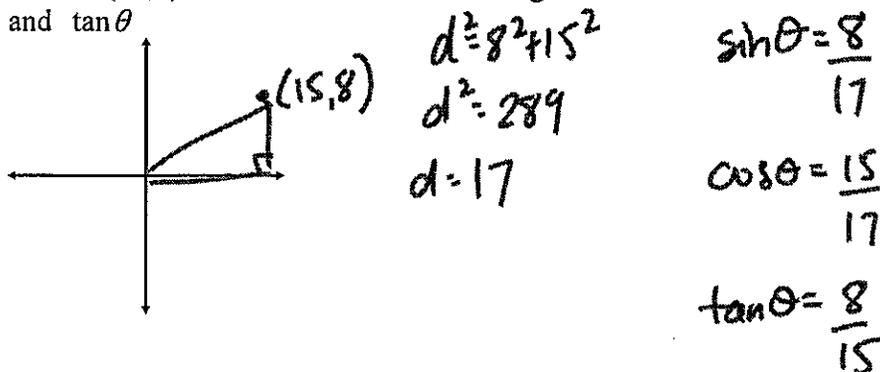 and tanθ
(15,8)
d²=8²+15²
d²=289
d=17
sinθ=8/17
cosθ=15/17
tanθ=8/15